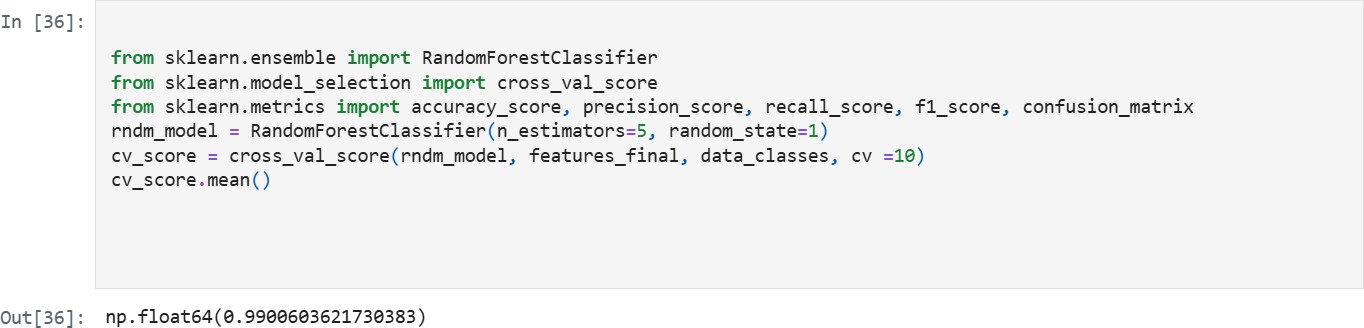 In [36]:
from sklearn.ensemble import RandomForestClassifier
from sklearn.model_selection import cross_val_score
from sklearn.metrics import accuracy_score, precision_score, recall_score, f1_score, confusion_matrix
rndm_model = RandomForestClassifier(n_estimators=5, random_state=1)
cv_score = cross_val_score(rndm_model, features_final, data_classes, cv =10)
cv_score.mean()
Out[36]: np.float64(0.9900603621730383)